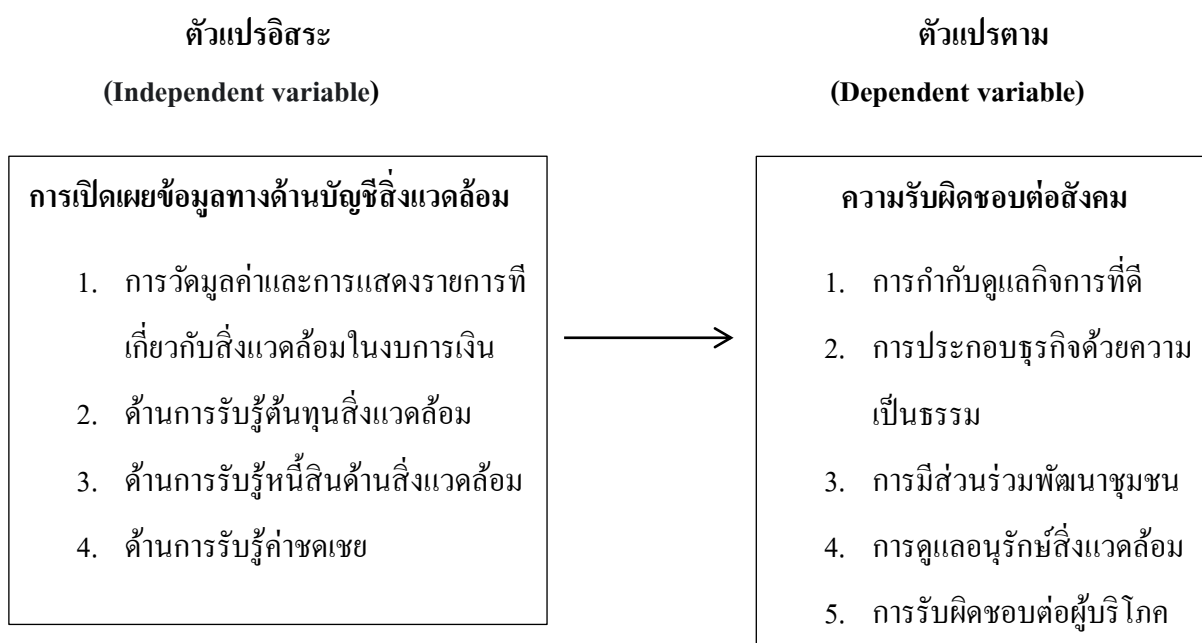 ตัวแปรอิสระ
(Independent variable)
การเปิดเผยข้อมูลทางด้านบัญชีสิ่งแวดล้อม
1. การวัดมูลค่าและการแสดงรายการที
เกี่ยวกับสิ่งแวดล้อมในงบการเงิน
2. ด้านการรับรู้ต้นทุนสิ่งแวดล้อม
3. ด้านการรับรู้หนี้สินด้านสิ่งแวดล้อม
4. ด้านการรับรู้ค่าชดเชย
ตัวแปรตาม
(Dependent variable)
ความรับผิดชอบต่อสังคม
1. การกำกับดูแลกิจการที่ดี
2. การประกอบธุรกิจด้วยความ
เป็นธรรม
3. การมีส่วนร่วมพัฒนาชุมชน
4. การดูแลอนุรักษ์สิ่งแวดล้อม
5. การรับผิดชอบต่อผู้บริโภค